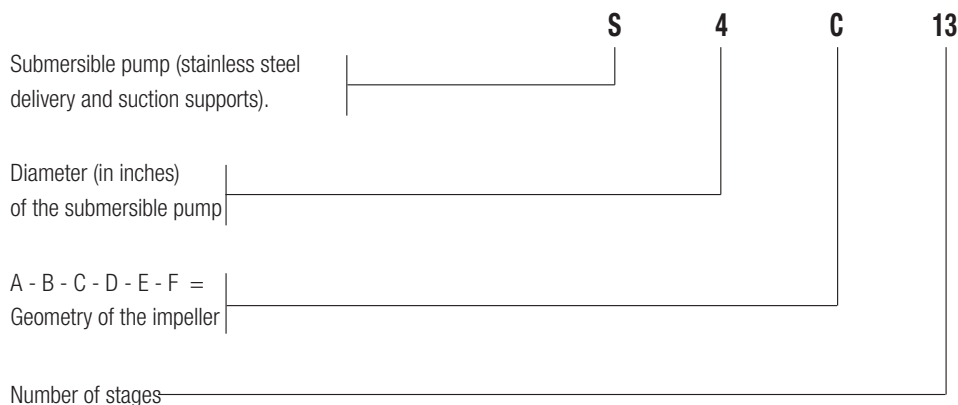 S 4 C 13
Submersible pump (stainless steel
delivery and suction supports).
Diameter (in inches)
of the submersible pump
A - B - C - D - E - F =
Geometry of the impeller
Number of stages